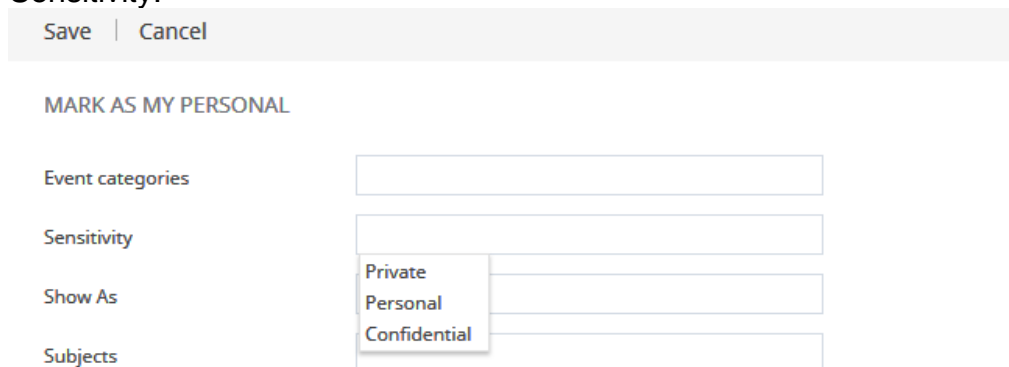 Sensitivity:
Save | Cancel
MARK AS MY PERSONAL
Event categories
Sensitivity
Private
Show As
Personal
Confidential
Subjects